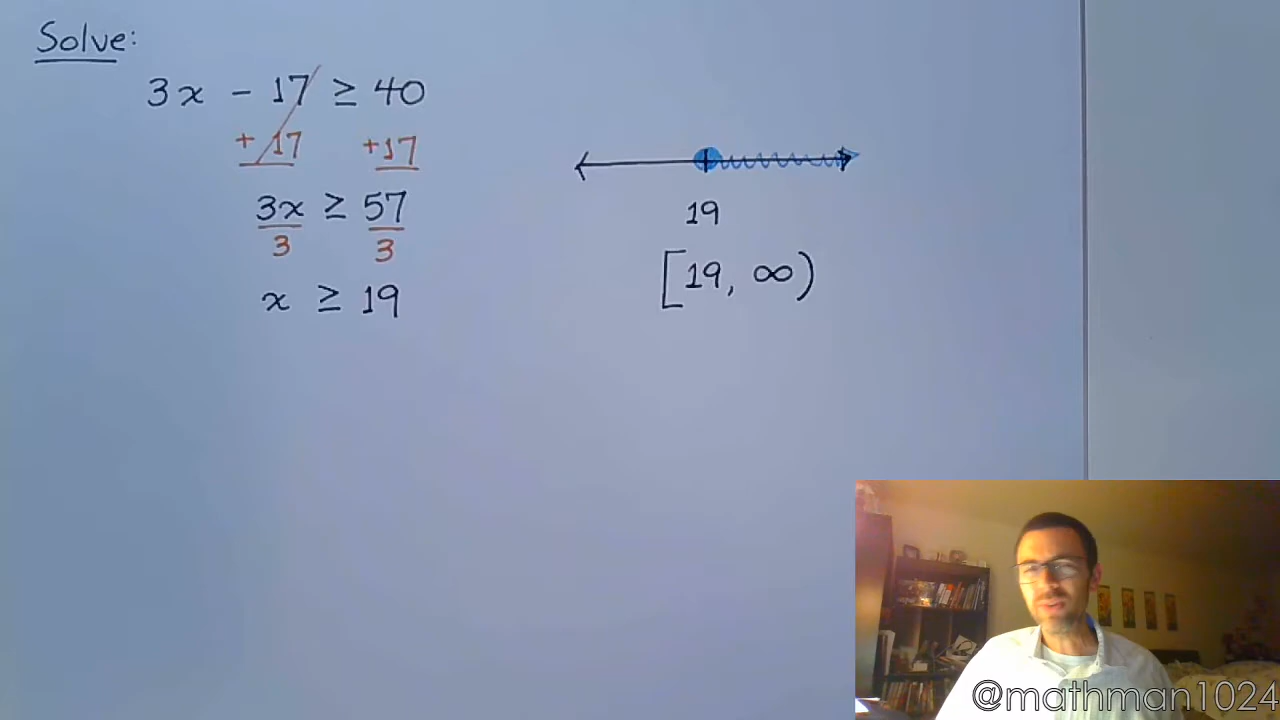 Solve:
3x - 17 ≥ 40
+ 17 +17
3x ≥ 57
3 3
x ≥ 19
19
[19, ∞)
@mathman1024